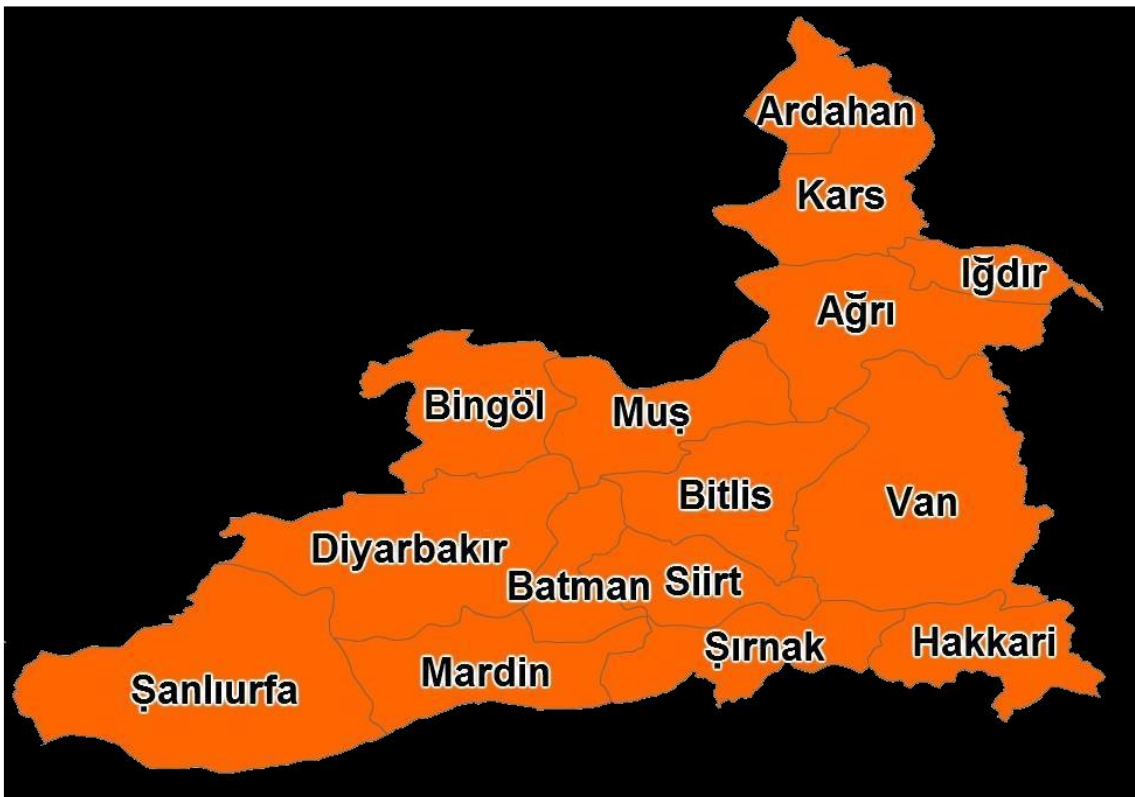 Ardahan
Kars
Iğdır
Ağrı
Bingöl
Muş
Bitlis
Van
Diyarbakır
Batman
Siirt
Şırnak
Hakkari
Mardin
Şanlıurfa